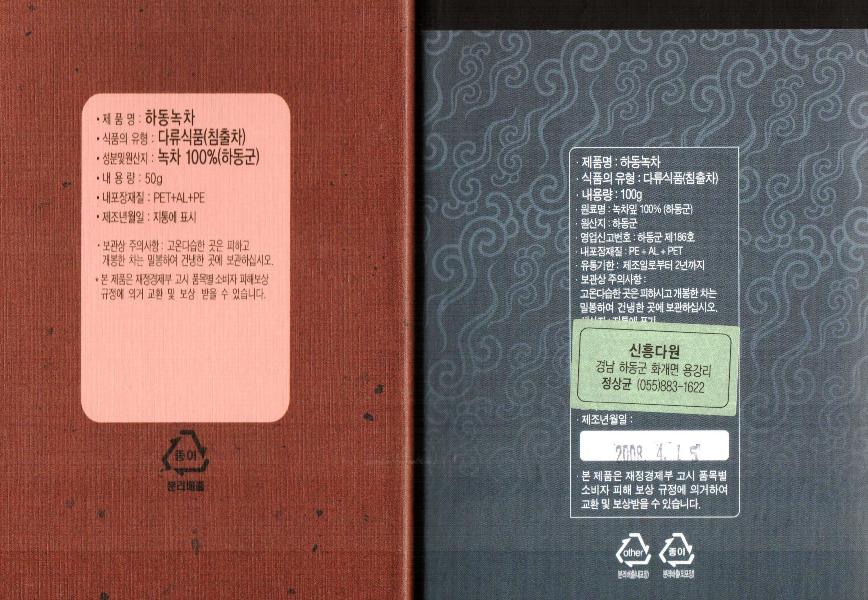 • 제 품 명 : 하동녹차
• 식품의 유형 : 다류식품(침출차)
• 성분및원산지 : 녹차 100%(하동군)
• 내 용 량 : 50g
• 내포장재질 : PET+AL+PE
• 제조년월일 : 지통에 표시
• 보관상 주의사항 : 고온다습한 곳은 피하고
개봉한 차는 밀봉하여 건냉한 곳에 보관하십시오.
• 본 제품은 재정경제부 고시 품목별 소비자 피해보상
규정에 의거 교환 및 보상 받을 수 있습니다.
종이
분리배출
· 제품명 : 하동녹차
· 식품의 유형 : 다류식품(침출차)
· 내용량 : 100g
· 원료명 : 녹차잎 100% (하동군)
· 원산지 : 하동군
· 영업신고번호 : 하동군 제186호
· 내포장재질 : PE + AL + PET
· 유통기한 : 제조일로부터 2년까지
· 보관상 주의사항 :
고온다습한 곳은 피하시고 개봉한 차는
밀봉하여 건냉한 곳에 보관하십시오.
신흥다원
경남 하동군 화개면 용강리
정상균 (055)883-1622
· 제조년월일 :
2008. 4. 15
· 본 제품은 재정경제부 고시 품목별
소비자 피해 보상 규정에 의거하여
교환 및 보상받을 수 있습니다.
other
종이
분리배출(내포장)
분리배출(외포장)